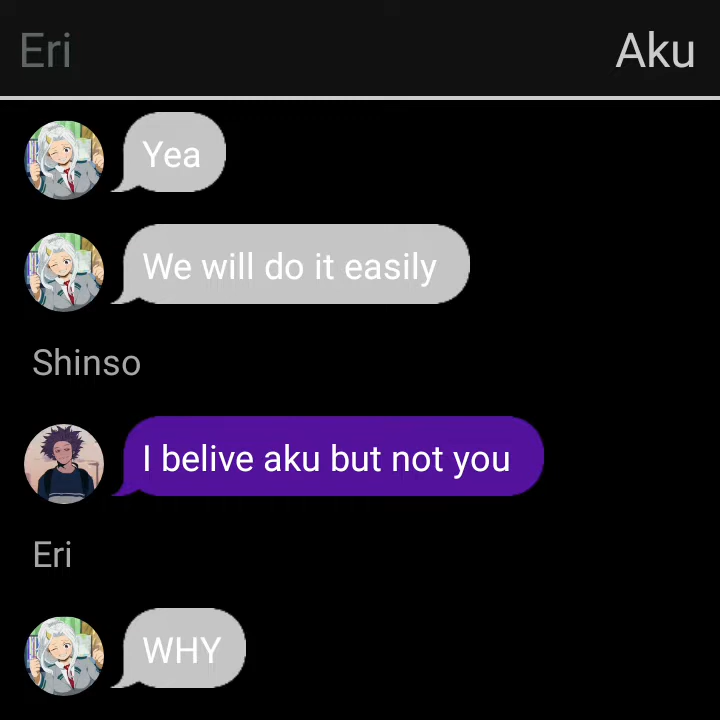 Eri
Aku
Yea
We will do it easily
Shinso
I belive aku but not you
Eri
WHY